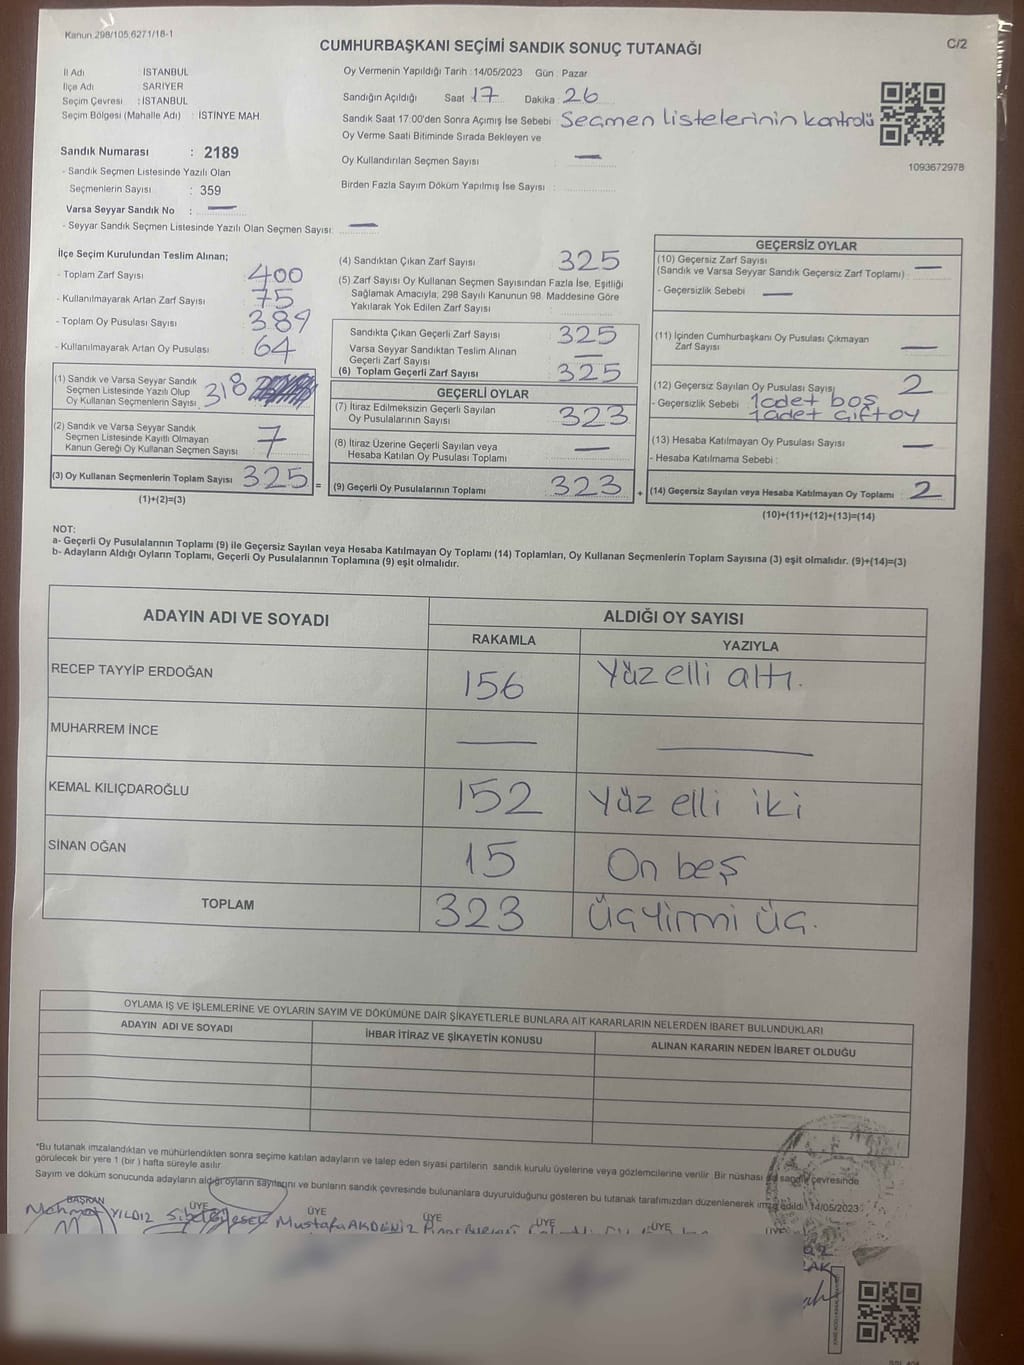 Kanun 298/105,6271/18-1
C/2
CUMHURBAŞKANI SEÇİMİ SANDIK SONUÇ TUTANAĞI
İl Adı : İSTANBUL
İlçe Adı : SARIYER
Seçim Çevresi : İSTANBUL
Seçim Bölgesi (Mahalle Adı) : İSTİNYE MAH.
Sandık Numarası : 2189
- Sandık Seçmen Listesinde Yazılı Olan
Seçmenlerin Sayısı : 359
Varsa Seyyar Sandık No : —
- Seyyar Sandık Seçmen Listesinde Yazılı Olan Seçmen Sayısı: —
Oy Vermenin Yapıldığı Tarih : 14/05/2023 Gün : Pazar
Sandığın Açıldığı Saat 17 Dakika : 26
Sandık Saat 17.00'den Sonra Açımış İse Sebebi : Seçmen listelerinin kontrolü
Oy Verme Saati Bitiminde Sırada Bekleyen ve
Oy Kullandırılan Seçmen Sayısı : —
Birden Fazla Sayım Döküm Yapılmış İse Sayısı :
1093672978
İlçe Seçim Kurulundan Teslim Alınan;
- Toplam Zarf Sayısı : 400
- Kullanılmayarak Artan Zarf Sayısı : 75
- Toplam Oy Pusulası Sayısı : 389
- Kullanılmayarak Artan Oy Pusulası : 64
(1) Sandık ve Varsa Seyyar Sandık
Seçmen Listesinde Yazılı Olup
Oy Kullanan Seçmenlerin Sayısı : 318
(2) Sandık ve Varsa Seyyar Sandık
Seçmen Listesinde Kayıtlı Olmayan
Kanun Gereği Oy Kullanan Seçmen Sayısı : 7
(3) Oy Kullanan Seçmenlerin Toplam Sayısı : 325 =
(1)+(2)=(3)
(4) Sandıktan Çıkan Zarf Sayısı : 325
(5) Zarf Sayısı Oy Kullanan Seçmen Sayısından Fazla İse, Eşitliği
Sağlamak Amacıyla, 298 Sayılı Kanunun 98. Maddesine Göre
Yakılarak Yok Edilen Zarf Sayısı :
Sandıkta Çıkan Geçerli Zarf Sayısı : 325
Varsa Seyyar Sandıktan Teslim Alınan
Geçerli Zarf Sayısı : —
(6) Toplam Geçerli Zarf Sayısı : 325
GEÇERLİ OYLAR
(7) İtiraz Edilmeksizin Geçerli Sayılan
Oy Pusulalarının Sayısı : 323
(8) İtiraz Üzerine Geçerli Sayılan veya
Hesaba Katılan Oy Pusulası Toplamı : —
(9) Geçerli Oy Pusulalarının Toplamı : 323 +
GEÇERSİZ OYLAR
(10) Geçersiz Zarf Sayısı
(Sandık ve Varsa Seyyar Sandık Geçersiz Zarf Toplamı) : —
- Geçersizlik Sebebi : —
(11) İçinden Cumhurbaşkanı Oy Pusulası Çıkmayan
Zarf Sayısı : —
(12) Geçersiz Sayılan Oy Pusulası Sayısı : 2
- Geçersizlik Sebebi : 1 adet boş
1 adet çift oy
(13) Hesaba Katılmayan Oy Pusulası Sayısı : —
- Hesaba Katılmama Sebebi :
(14) Geçersiz Sayılan veya Hesaba Katılmayan Oy Toplamı : 2
(10)+(11)+(12)+(13)=(14)
NOT:
a- Geçerli Oy Pusulalarının Toplamı (9) ile Geçersiz Sayılan veya Hesaba Katılmayan Oy Toplamı (14) Toplamları, Oy Kullanan Seçmenlerin Toplam Sayısına (3) eşit olmalıdır. (9)+(14)=(3)
b- Adayların Aldığı Oyların Toplamı, Geçerli Oy Pusulalarının Toplamına (9) eşit olmalıdır.
ADAYIN ADI VE SOYADI ALDIĞI OY SAYISI
RAKAMLA YAZIYLA
RECEP TAYYİP ERDOĞAN 156 Yüz elli altı.
MUHARREM İNCE — —
KEMAL KILIÇDAROĞLU 152 Yüz elli iki
SİNAN OĞAN 15 On beş
TOPLAM 323 Üçyirmi üç.
OYLAMA İŞ VE İŞLEMLERİNE VE OYLARIN SAYIM VE DÖKÜMÜNE DAİR ŞİKAYETLERLE BUNLARA AİT KARARLARIN NELERDEN İBARET BULUNDUKLARI
ADAYIN ADI VE SOYADI İHBAR İTİRAZ VE ŞİKAYETİN KONUSU ALINAN KARARIN NEDEN İBARET OLDUĞU
*Bu tutanak imzalandıktan ve mühürlendikten sonra seçime katılan adayların ve talep eden siyasi partilerin sandık kurulu üyelerine veya gözlemcilerine verilir. Bir nüshası da sandık çevresinde
görülecek bir yere 1 (bir) hafta süreyle asılır.
Sayım ve döküm sonucunda adayların aldığı oyların sayılarını ve bunların sandık çevresinde bulunanlara duyurulduğunu gösteren bu tutanak tarafımızdan düzenlenerek imza edildi. 14/05/2023
BAŞKAN ÜYE ÜYE ÜYE ÜYE ÜYE ÜYE
Mehmet YILDIZ Mustafa AKDENİZ